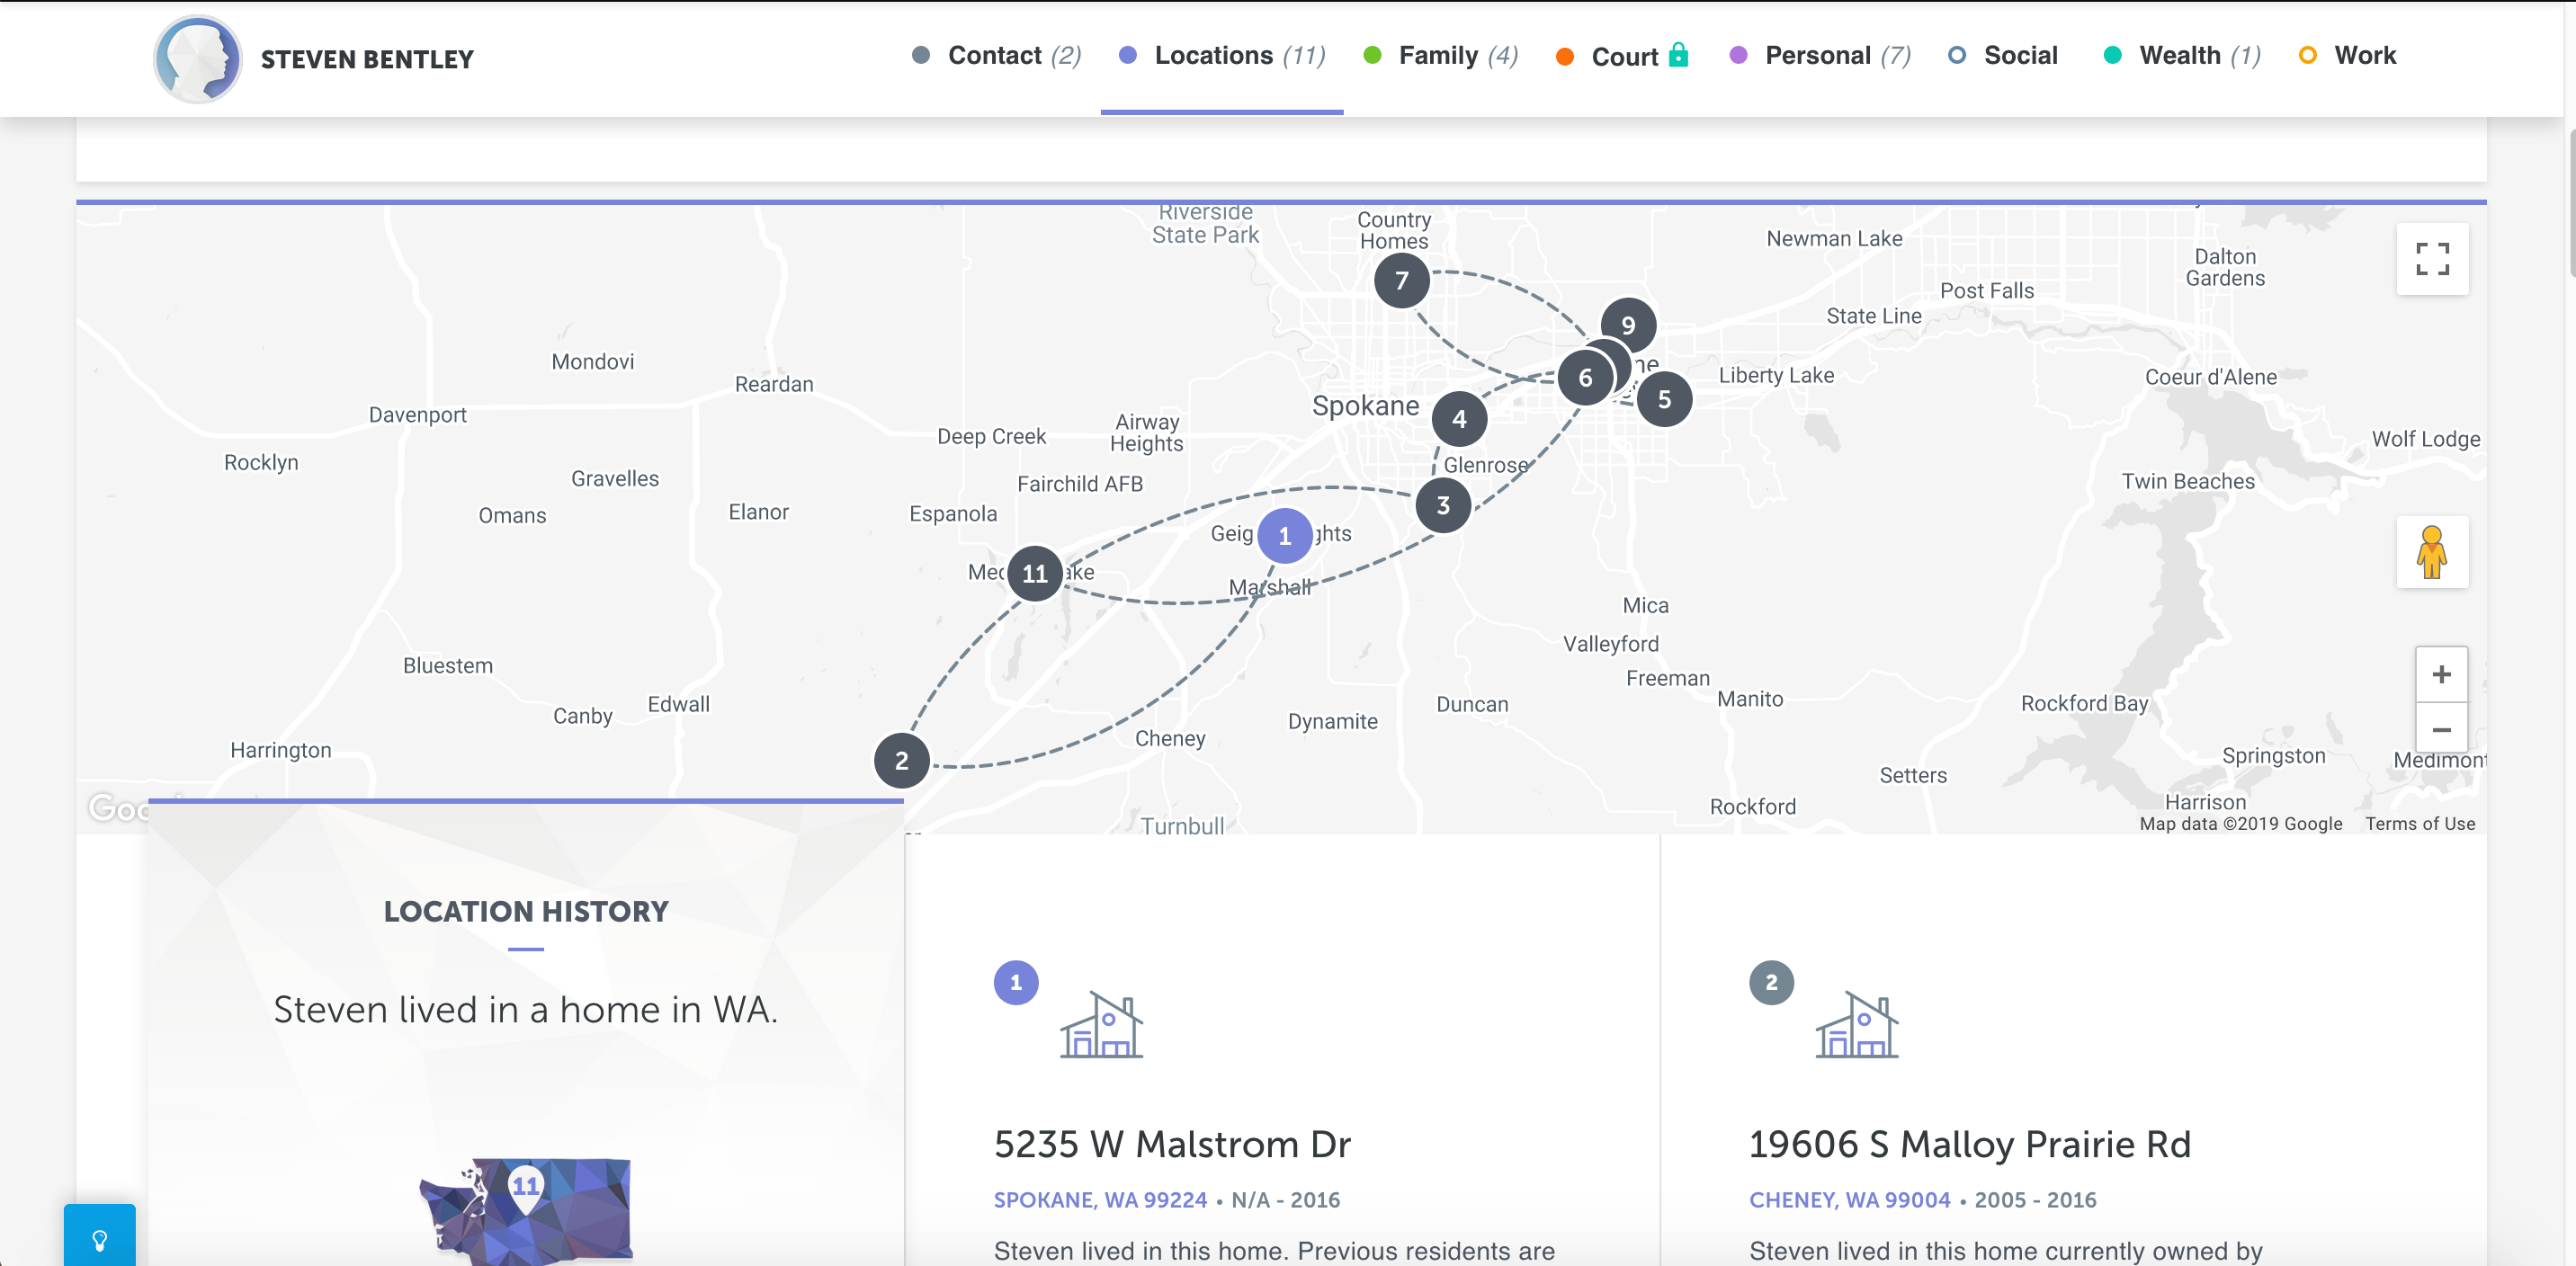 STEVEN BENTLEY
Contact (2)
Locations (11)
Family (4)
Court
Personal (7)
Social
Wealth (1)
Work
Riverside
State Park
Country
Homes
Newman Lake
Dalton
Gardens
7
Post Falls
State Line
9
Mondovi
Reardan
6
Liberty Lake
Coeur d'Alene
5
Davenport
Spokane
4
Airway
Heights
Deep Creek
Wolf Lodge
Rocklyn
Glenrose
Gravelles
Fairchild AFB
Twin Beaches
Omans
Elanor
Espanola
3
Geig
1
ghts
Med
11
ake
Marshall
Mica
Valleyford
Bluestem
Freeman
Manito
Canby
Edwall
Duncan
Rockford Bay
Dynamite
Harrington
Cheney
2
Springston
Medimont
Setters
Harrison
Rockford
Turnbull
Goo
Map data ©2019 Google
Terms of Use
LOCATION HISTORY
Steven lived in a home in WA.
11
1
5235 W Malstrom Dr
SPOKANE, WA 99224 • N/A - 2016
Steven lived in this home. Previous residents are
2
19606 S Malloy Prairie Rd
CHENEY, WA 99004 • 2005 - 2016
Steven lived in this home currently owned by